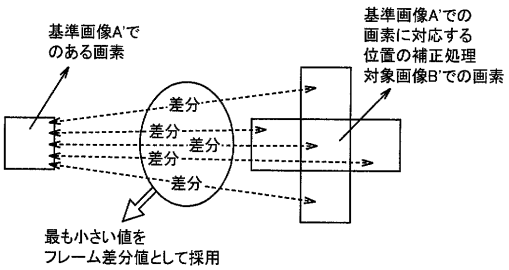 基準画像A'で
のある画素
基準画像A'での
画素に対応する
位置の補正処理
対象画像B'での画素
差分
差分
差分
差分
差分
最も小さい値を
フレーム差分値として採用